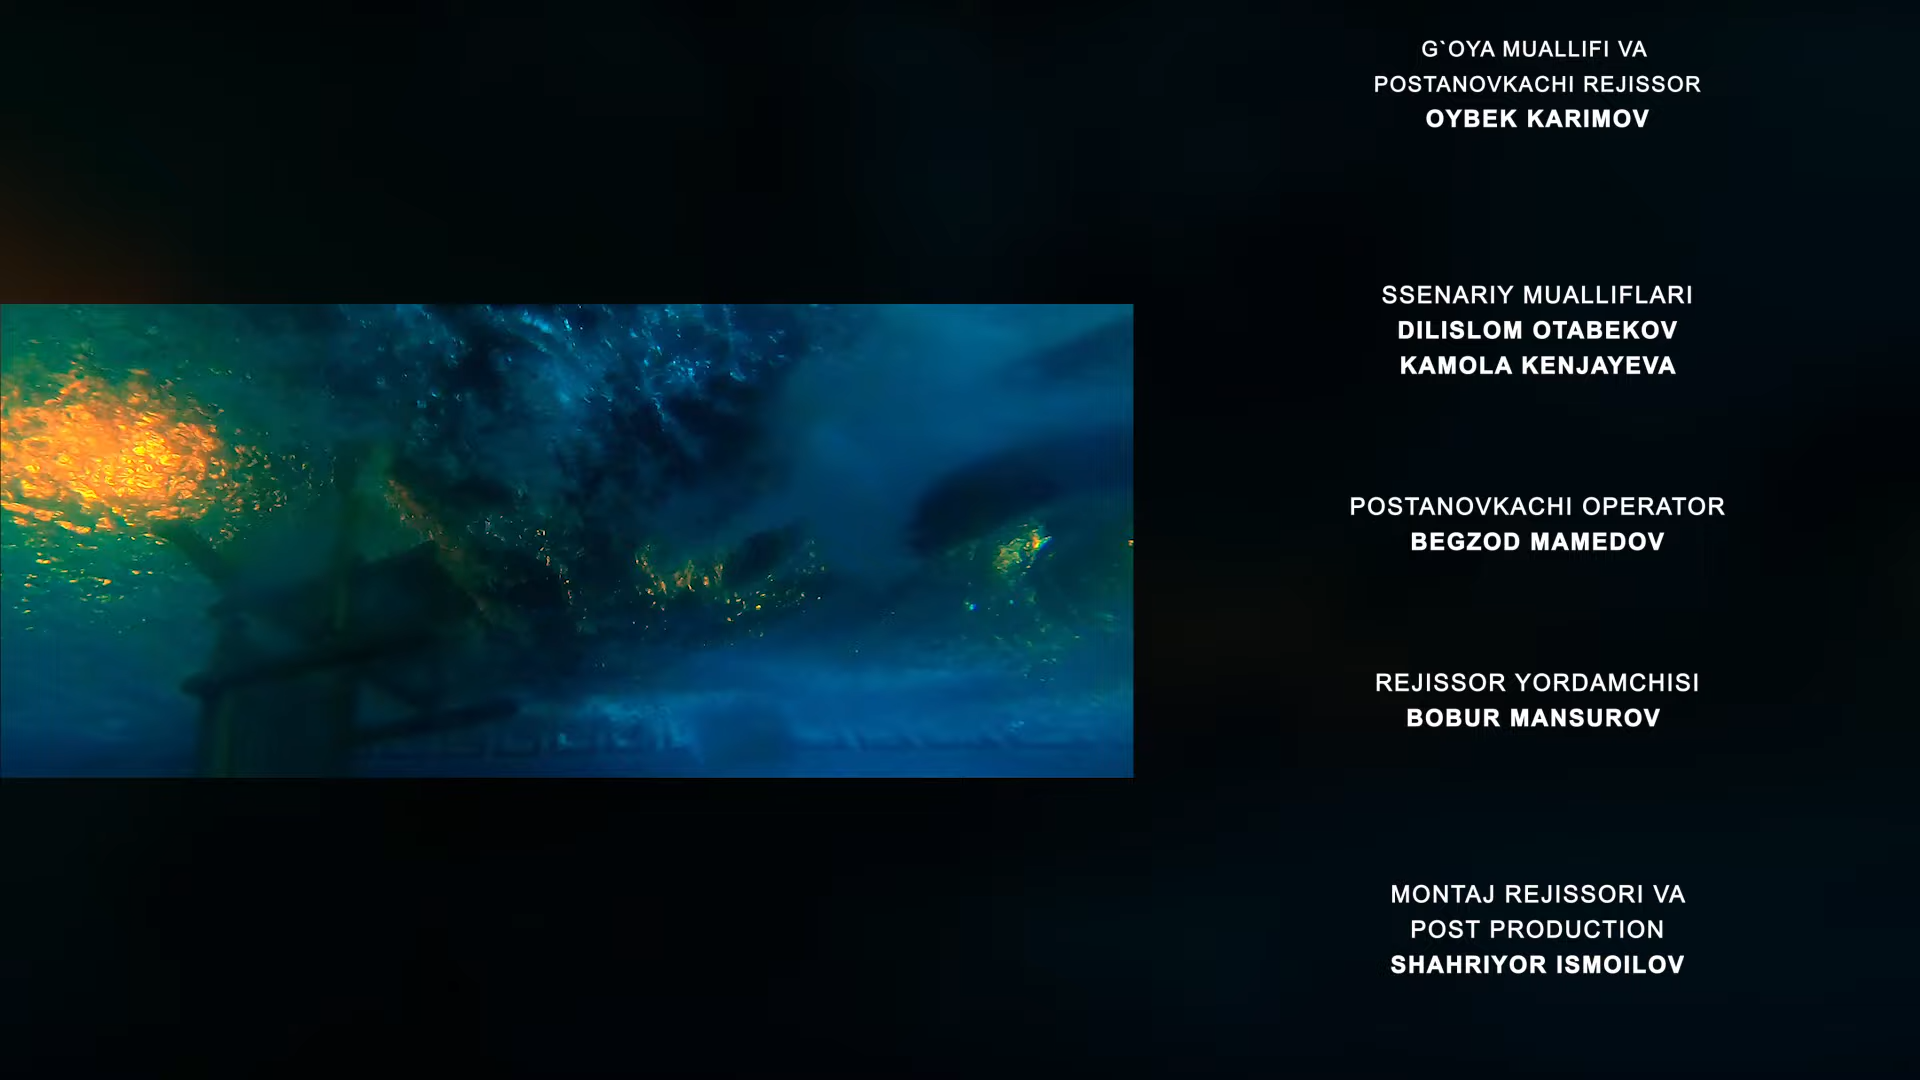 G`OYA MUALLIFI VA
POSTANOVKACHI REJISSOR
OYBEK KARIMOV
SSENARIY MUALLIFLARI
DILISLOM OTABEKOV
KAMOLA KENJAYEVA
POSTANOVKACHI OPERATOR
BEGZOD MAMEDOV
REJISSOR YORDAMCHISI
BOBUR MANSUROV
MONTAJ REJISSORI VA
POST PRODUCTION
SHAHRIYOR ISMOILOV